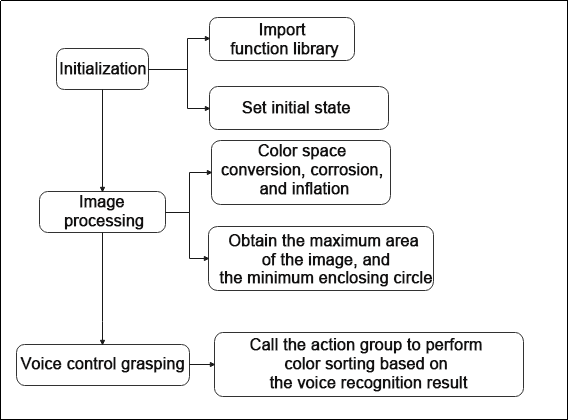 Import
function library
Initialization
Set initial state
Color space
conversion, corrosion,
and inflation
Image
processing
Obtain the maximum area
of the image, and
the minimum enclosing circle
Voice control grasping
Call the action group to perform
color sorting based on
the voice recognition result